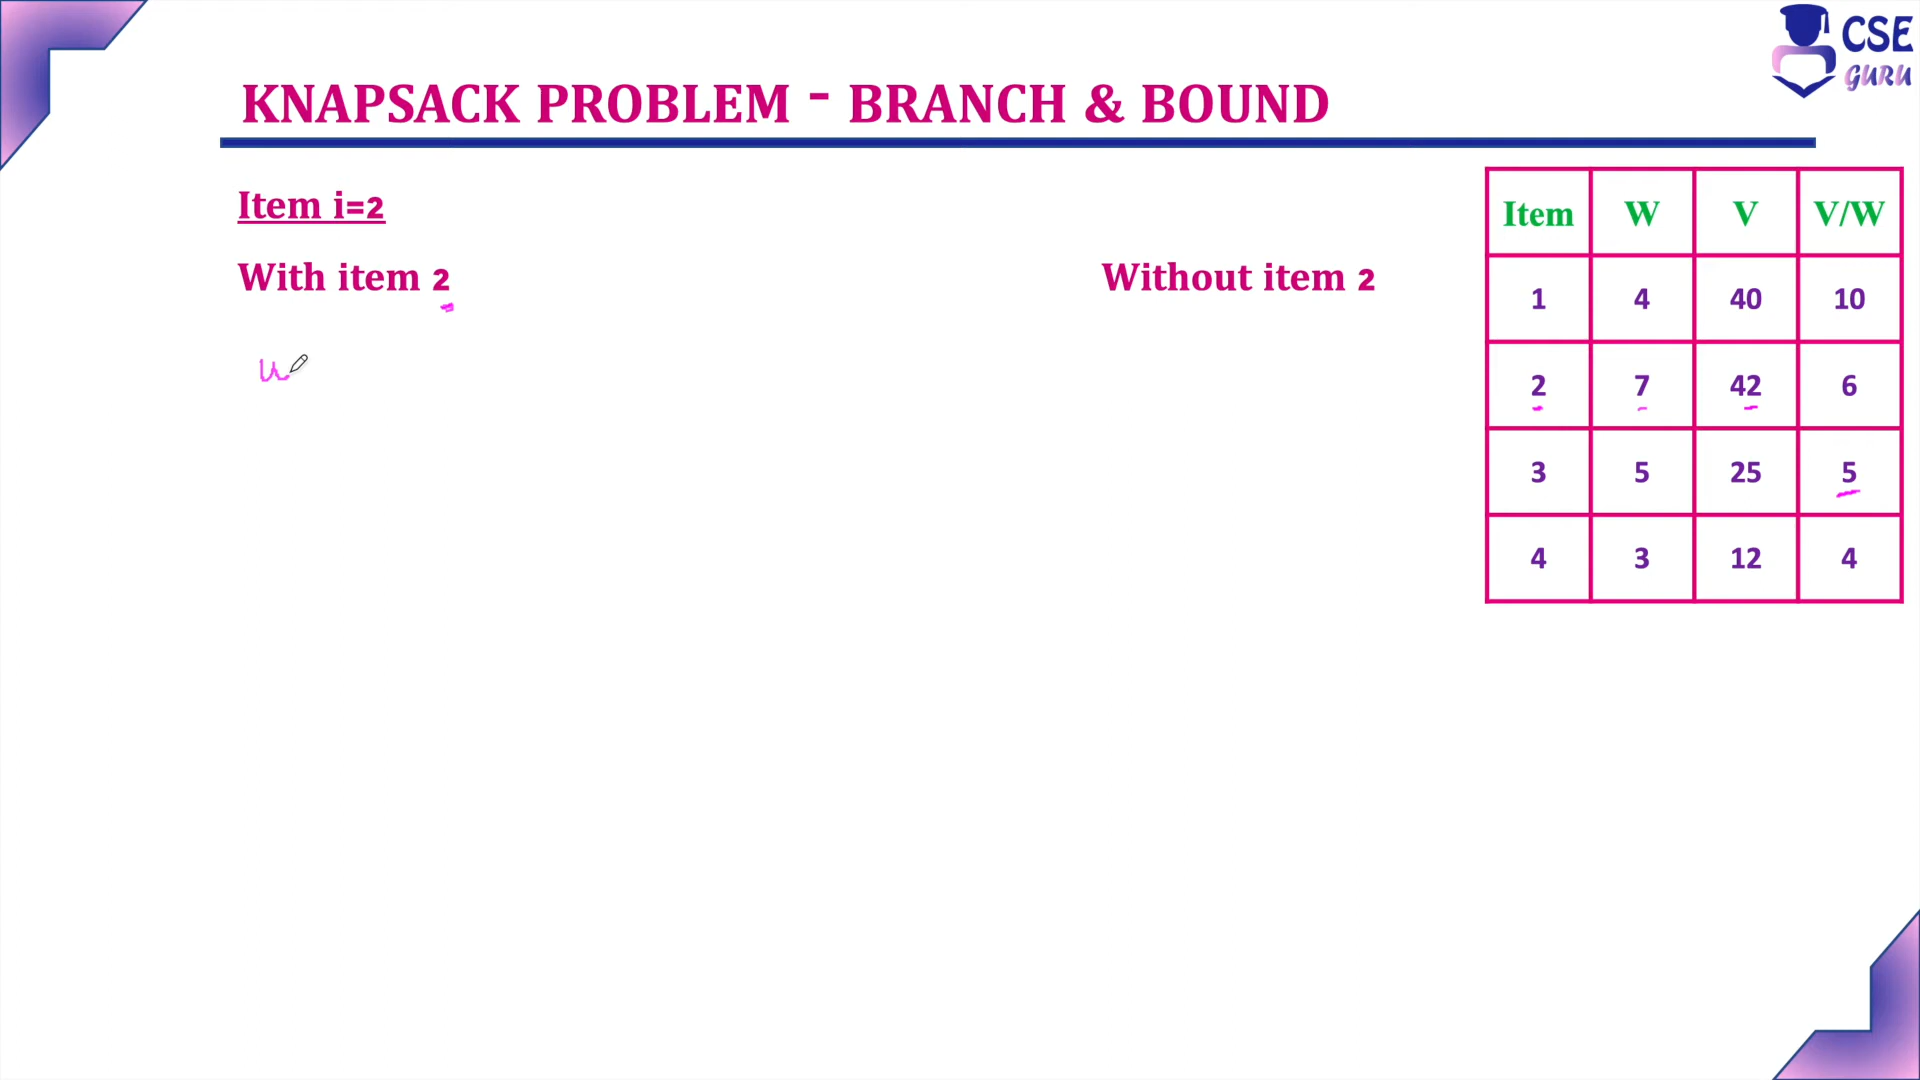 CSE
GURU
KNAPSACK PROBLEM - BRANCH & BOUND
Item i=2
With item 2
Without item 2
Item W V V/W
1 4 40 10
2 7 42 6
3 5 25 5
4 3 12 4